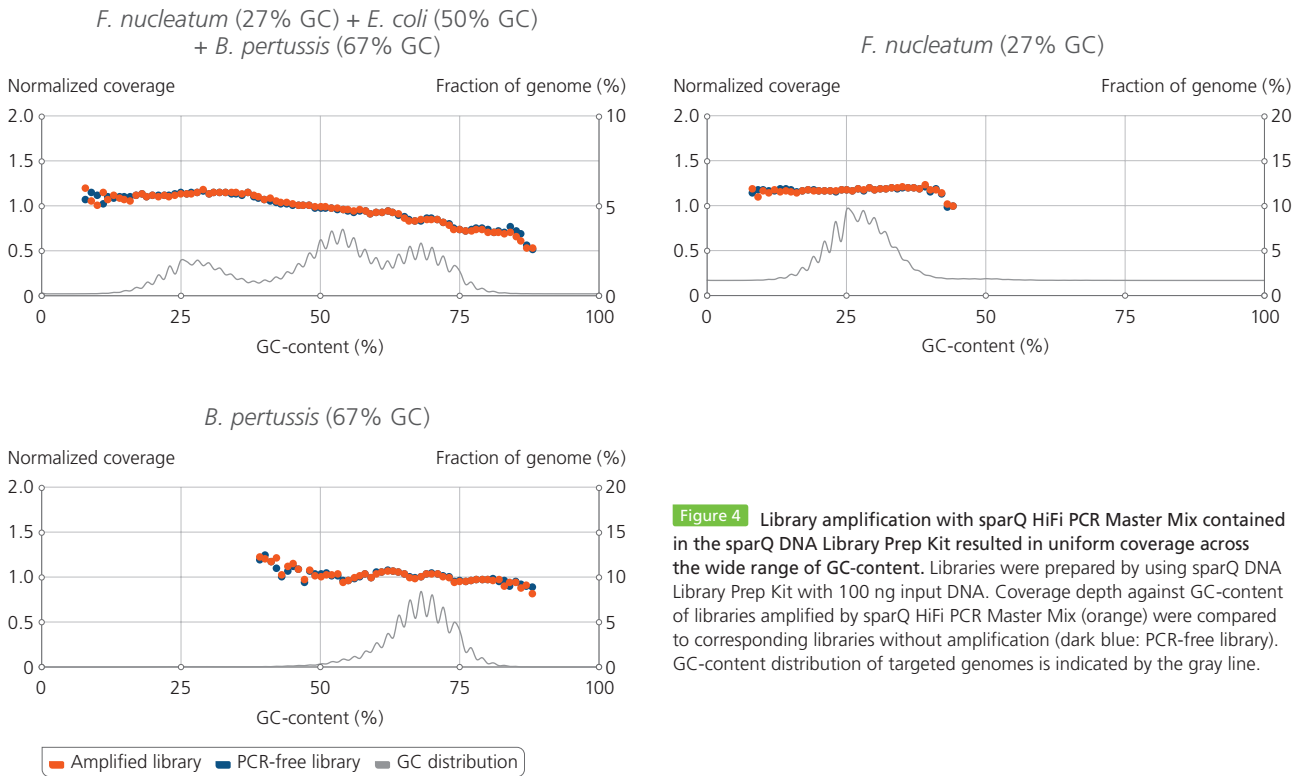 F. nucleatum (27% GC) + E. coli (50% GC)
+ B. pertussis (67% GC)
Normalized coverage Fraction of genome (%)
2.0 10
1.5
1.0 5
0.5
0 0
0 25 50 75 100
GC-content (%)
F. nucleatum (27% GC)
Normalized coverage Fraction of genome (%)
2.0 20
1.5 15
1.0 10
0.5 5
0 0
0 25 50 75 100
GC-content (%)
B. pertussis (67% GC)
Normalized coverage Fraction of genome (%)
2.0 20
1.5 15
1.0 10
0.5 5
0 0
0 25 50 75 100
GC-content (%)
Amplified library PCR-free library GC distribution
Figure 4 Library amplification with sparQ HiFi PCR Master Mix contained
in the sparQ DNA Library Prep Kit resulted in uniform coverage across
the wide range of GC-content. Libraries were prepared by using sparQ DNA
Library Prep Kit with 100 ng input DNA. Coverage depth against GC-content
of libraries amplified by sparQ HiFi PCR Master Mix (orange) were compared
to corresponding libraries without amplification (dark blue: PCR-free library).
GC-content distribution of targeted genomes is indicated by the gray line.